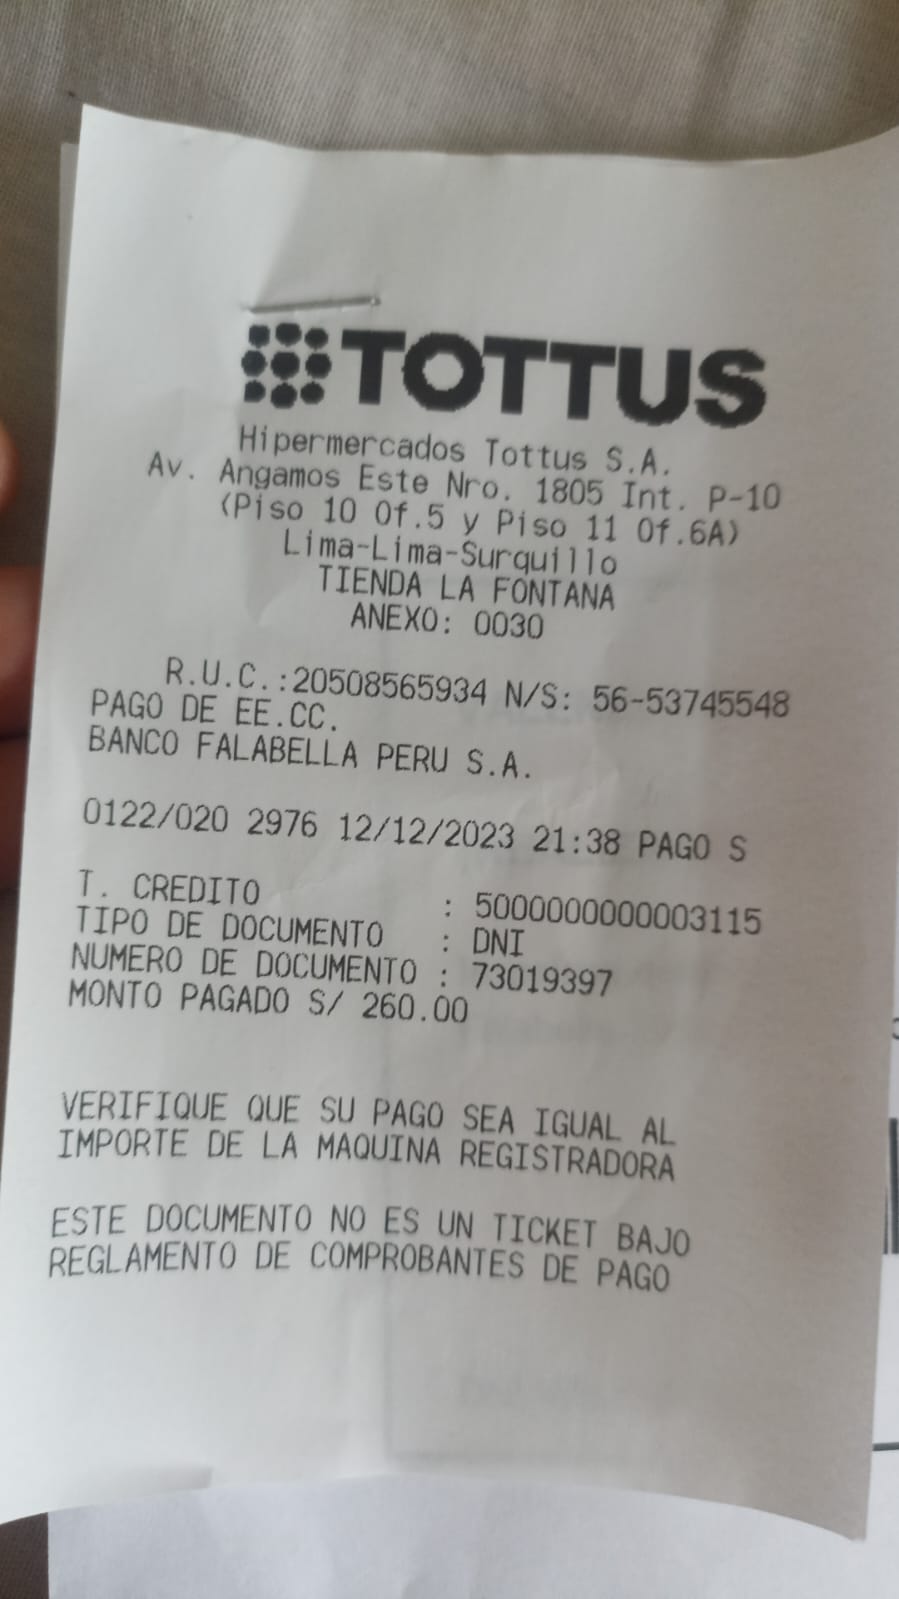 TOTTUS
Hipermercados Tottus S.A.
Av. Angamos Este Nro. 1805 Int. P-10
(Piso 10 Of.5 y Piso 11 Of.6A)
Lima-Lima-Surquillo
TIENDA LA FONTANA
ANEXO: 0030
R.U.C.:20508565934 N/S: 56-53745548
PAGO DE EE.CC.
BANCO FALABELLA PERU S.A.
0122/020 2976 12/12/2023 21:38 PAGO S
T. CREDITO : 5000000000003115
TIPO DE DOCUMENTO : DNI
NUMERO DE DOCUMENTO : 73019397
MONTO PAGADO S/ 260.00
VERIFIQUE QUE SU PAGO SEA IGUAL AL
IMPORTE DE LA MAQUINA REGISTRADORA
ESTE DOCUMENTO NO ES UN TICKET BAJO
REGLAMENTO DE COMPROBANTES DE PAGO